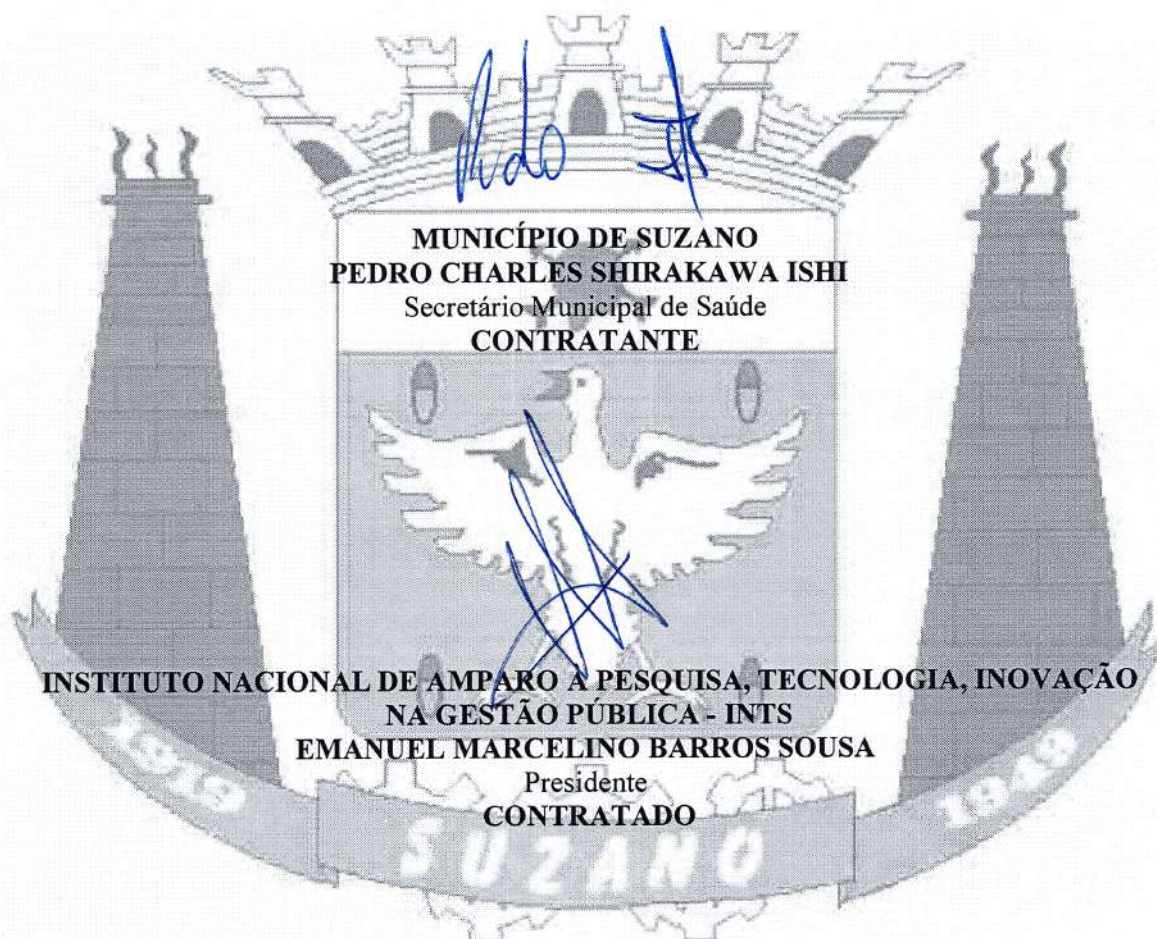 MUNICÍPIO DE SUZANO
PEDRO CHARLES SHIRAKAWA ISHI
Secretário Municipal de Saúde
CONTRATANTE
INSTITUTO NACIONAL DE AMPARO A PESQUISA, TECNOLOGIA, INOVAÇÃO
NA GESTÃO PÚBLICA - INTS
EMANUEL MARCELINO BARROS SOUSA
Presidente
CONTRATADO
1919
SUZANO
1949